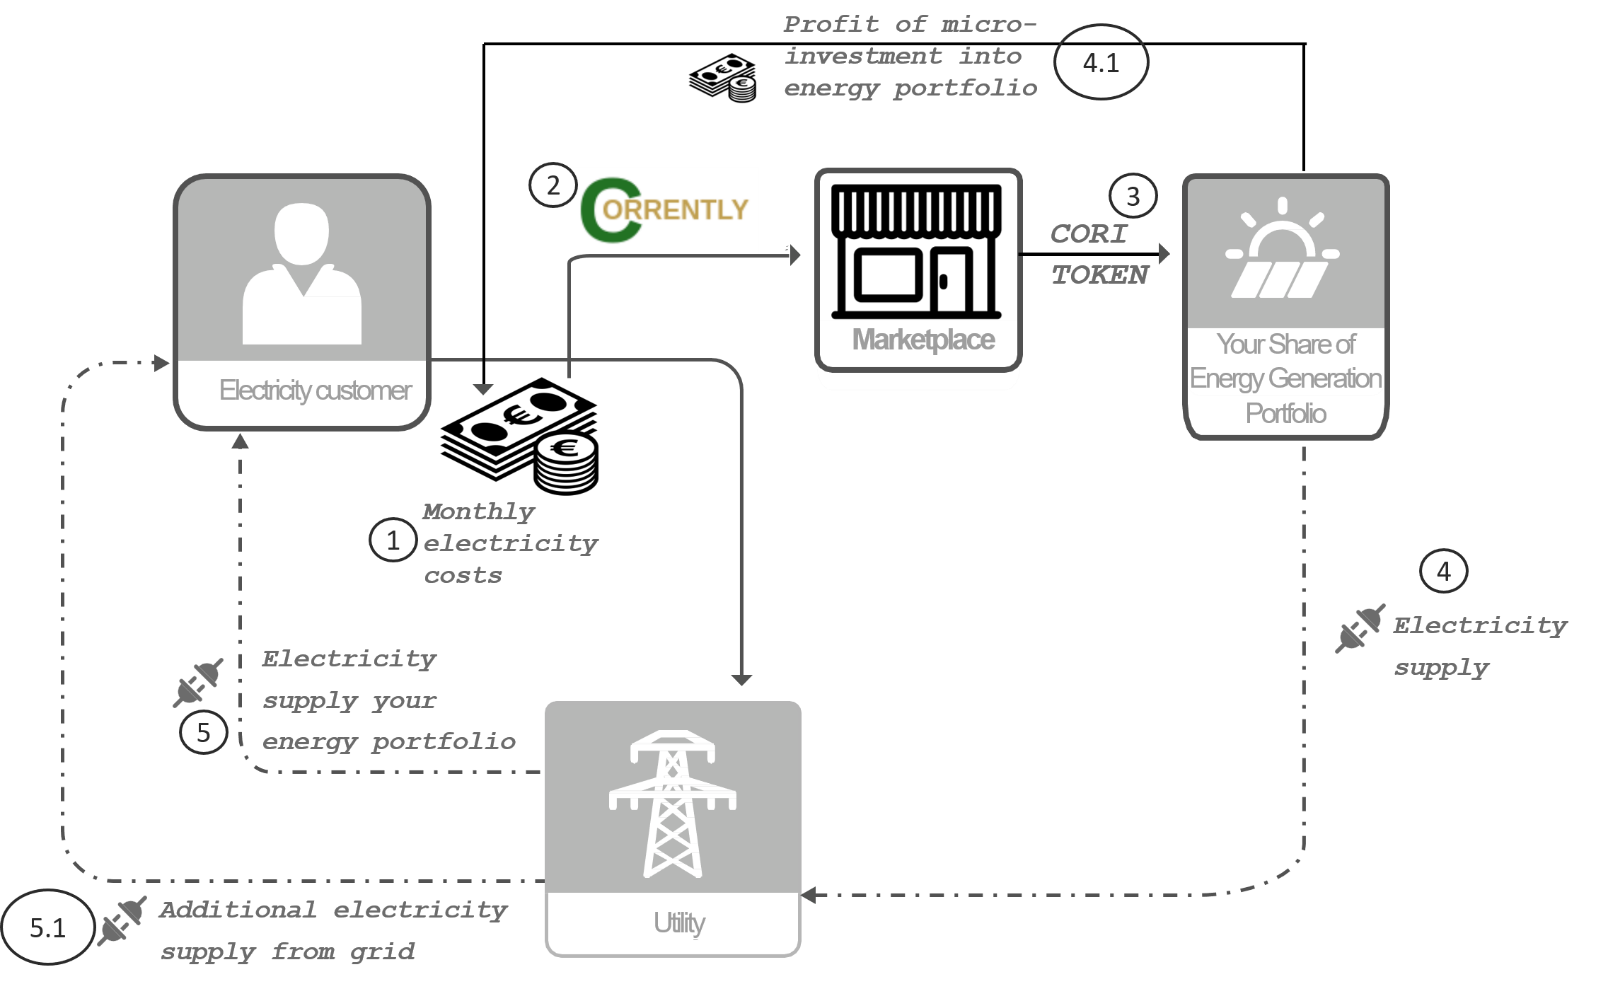 Profit of micro-
investment into
energy portfolio
4.1
2
CORRENTLY
3
CORI
TOKEN
Marketplace
Your Share of
Energy Generation
Portfolio
Electricity customer
1
Monthly
electricity
costs
4
Electricity
supply
5
Electricity
supply your
energy portfolio
5.1
Additional electricity
supply from grid
Utility